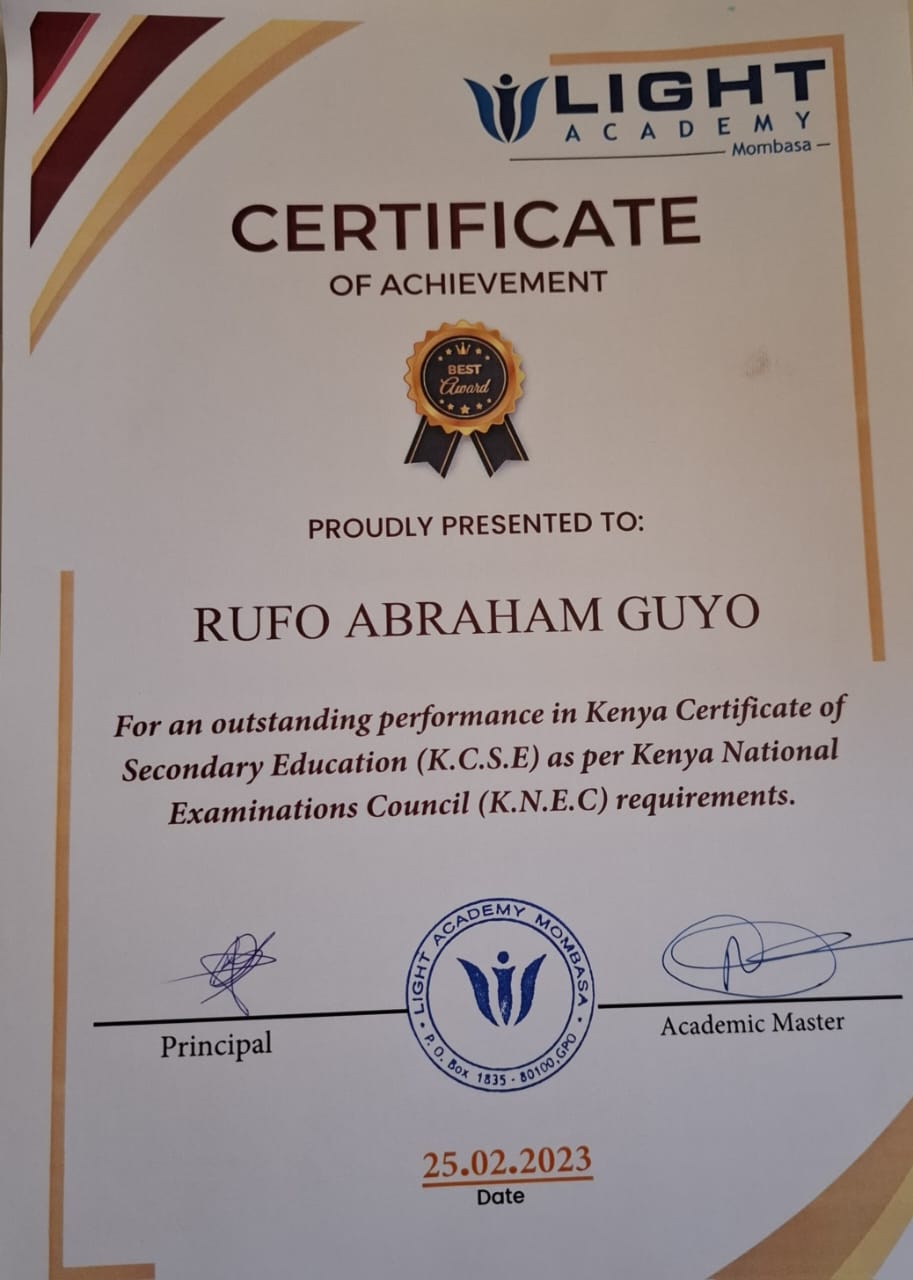 LIGHT
ACADEMY
Mombasa
CERTIFICATE
OF ACHIEVEMENT
BEST
Award
PROUDLY PRESENTED TO:
RUFO ABRAHAM GUYO
For an outstanding performance in Kenya Certificate of
Secondary Education (K.C.S.E) as per Kenya National
Examinations Council (K.N.E.C) requirements.
LIGHT ACADEMY MOMBASA
P. O. Box 1835 - 80100, GPO
Principal
Academic Master
25.02.2023
Date